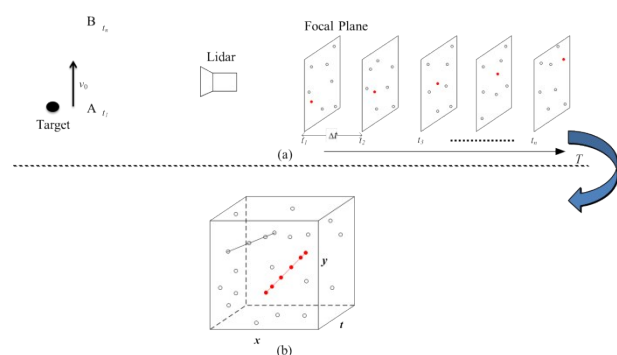 B tn
Focal Plane
Lidar
v0
A t1
Target
t1
Δt
t2
t3
tn
(a)
T
y
t
x
(b)